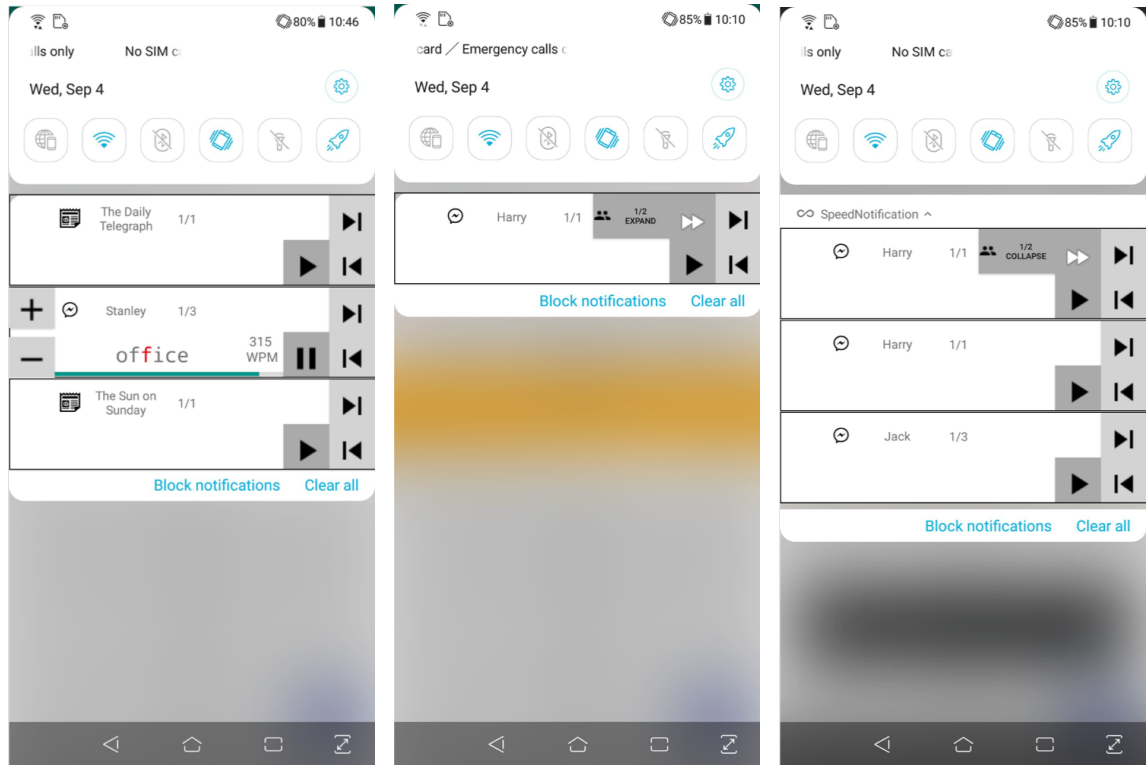 80% 10:46
lls only No SIM c
Wed, Sep 4
The Daily
Telegraph
1/1
Stanley 1/3
office
315
WPM
The Sun on
Sunday
1/1
Block notifications Clear all
85% 10:10
card / Emergency calls c
Wed, Sep 4
Harry 1/1
1/2
EXPAND
Block notifications Clear all
85% 10:10
ls only No SIM ca
Wed, Sep 4
SpeedNotification
Harry 1/1
1/2
COLLAPSE
Harry 1/1
Jack 1/3
Block notifications Clear all